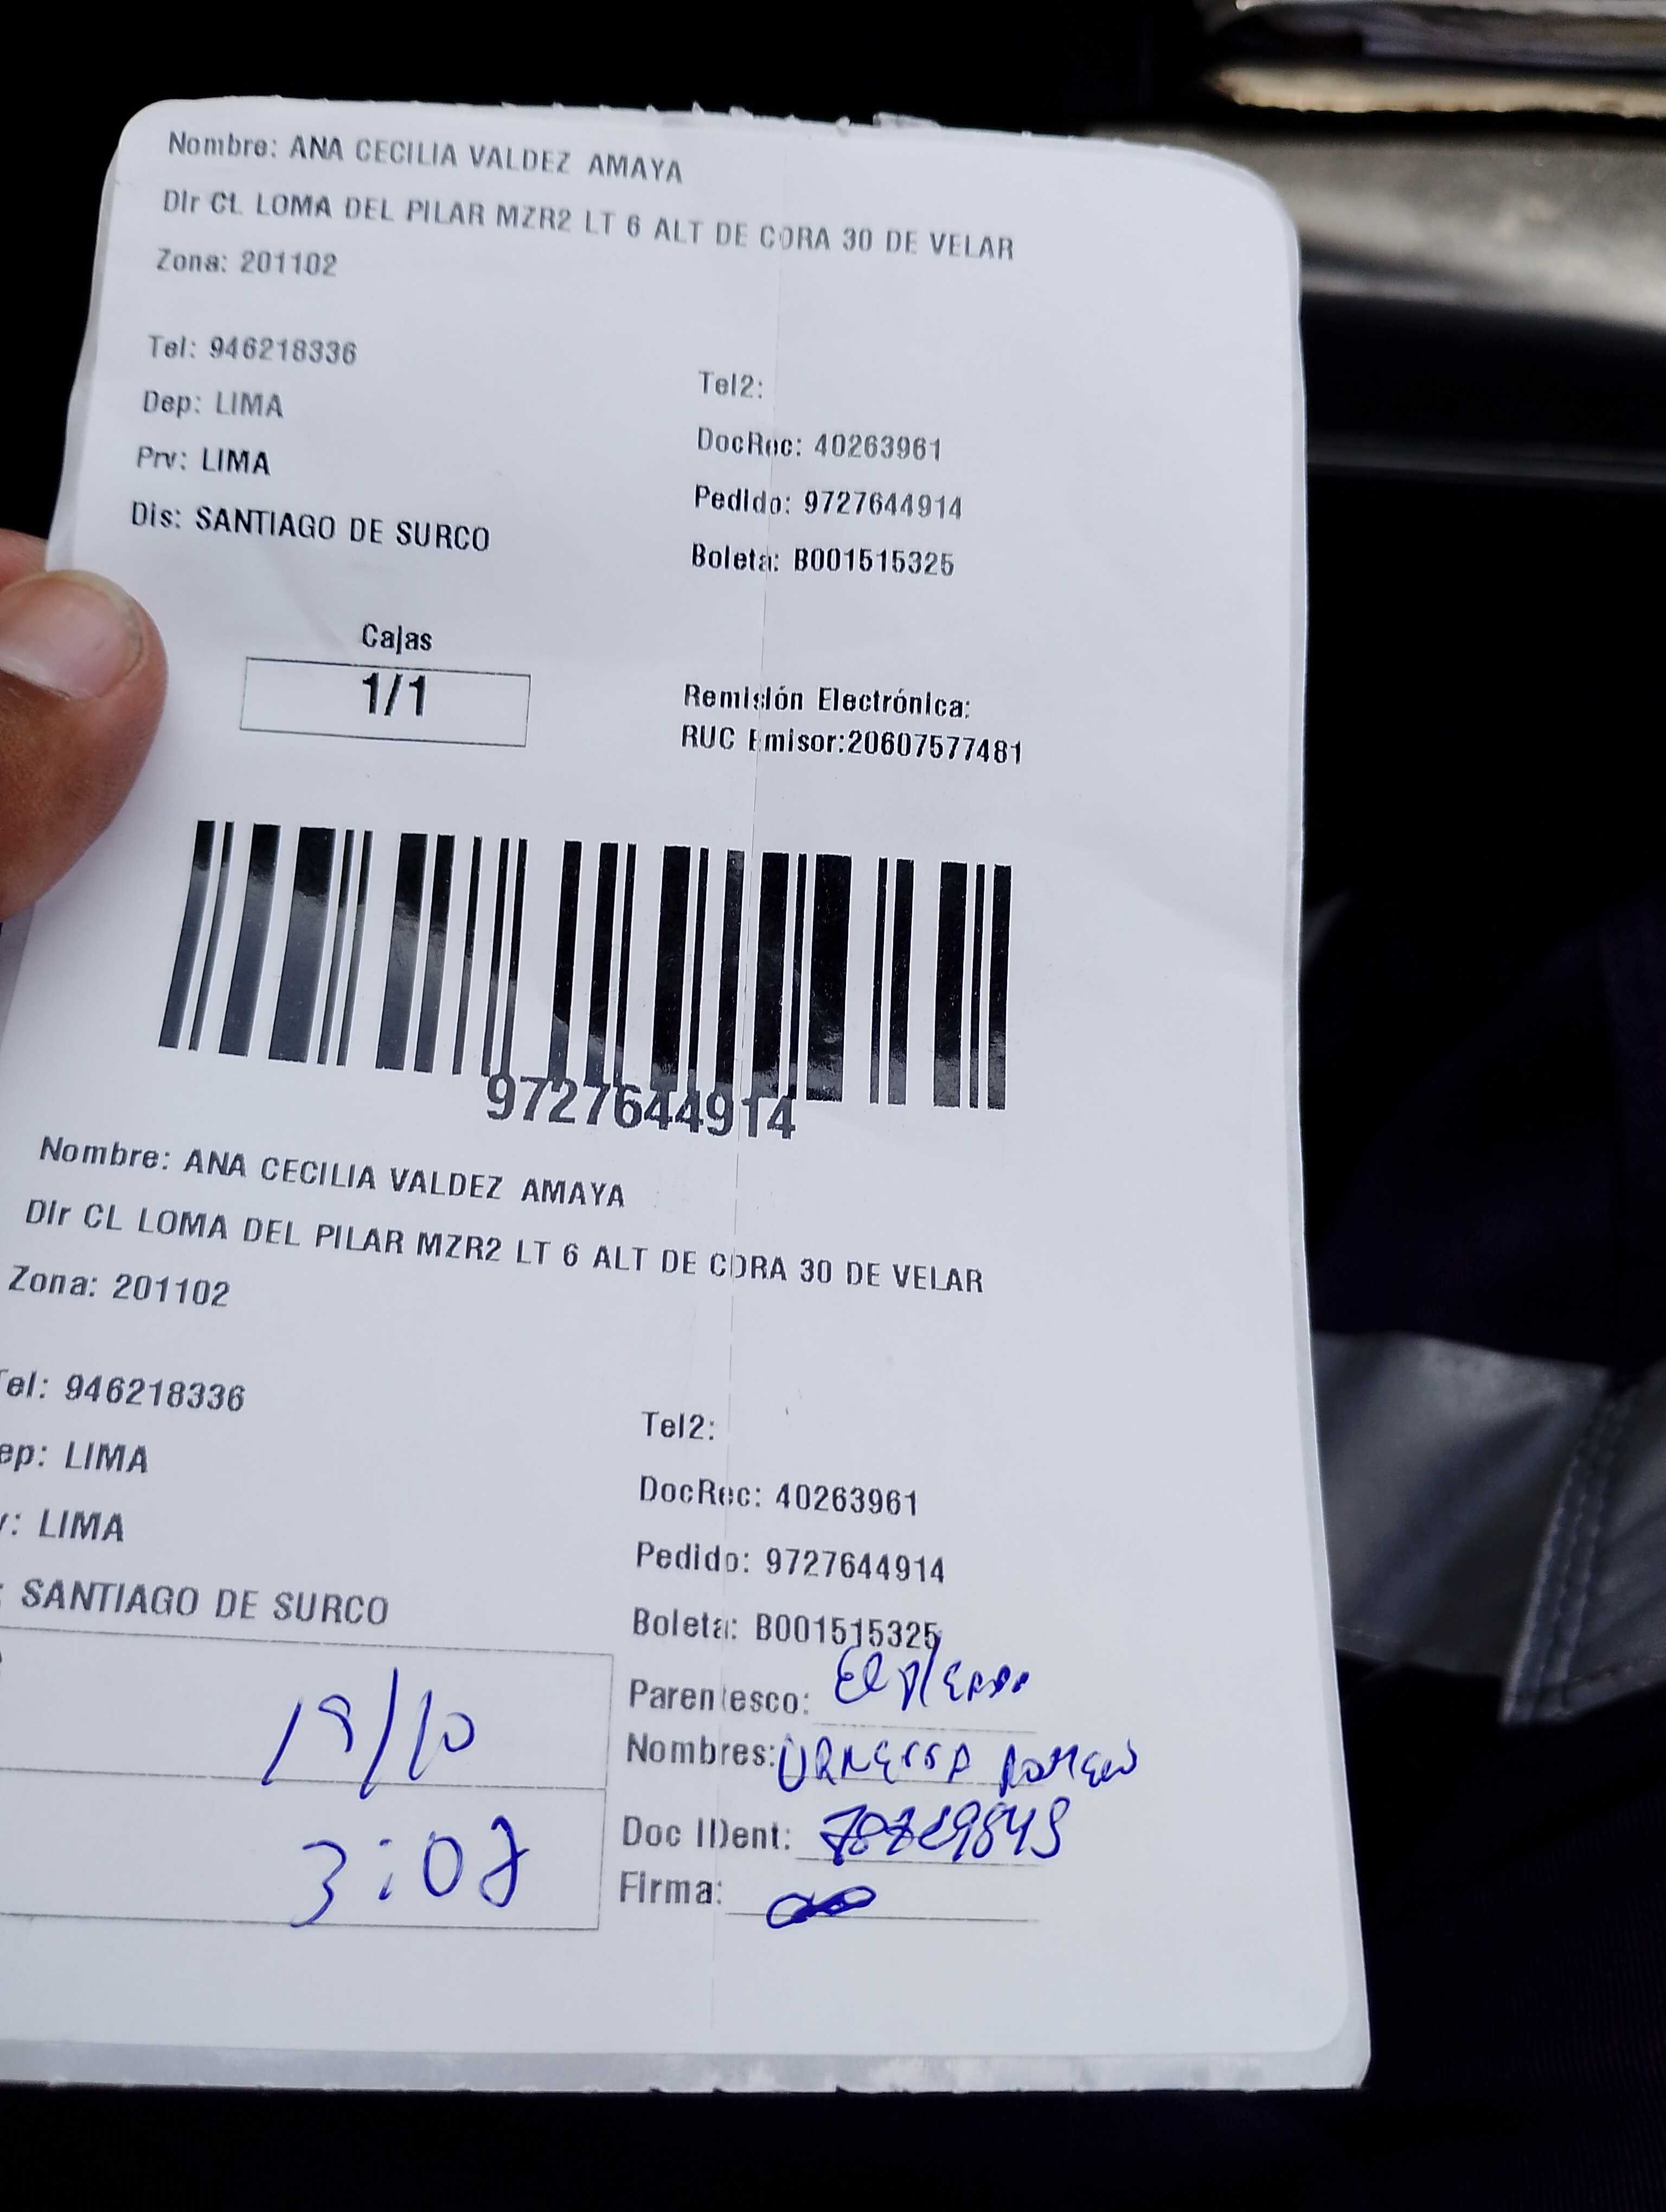 Nombre: ANA CECILIA VALDEZ AMAYA
Dir CL LOMA DEL PILAR MZR2 LT 6 ALT DE CDRA 30 DE VELAR
Zona: 201102
Tel: 946218336
Tel2:
Dep: LIMA
DocRec: 40263961
Prv: LIMA
Pedido: 9727644914
Dis: SANTIAGO DE SURCO
Boleta: B001515325
Cajas
1/1
Remisión Electrónica:
RUC Emisor:20607577481
9727644914
Nombre: ANA CECILIA VALDEZ AMAYA
Dir CL LOMA DEL PILAR MZR2 LT 6 ALT DE CDRA 30 DE VELAR
Zona: 201102
Tel: 946218336
Tel2:
ep: LIMA
DocRec: 40263961
: LIMA
Pedido: 9727644914
: SANTIAGO DE SURCO
Boleta: B001515325
Parentesco:
19/10
Nombres:
Doc IDent:
3:07
Firma: